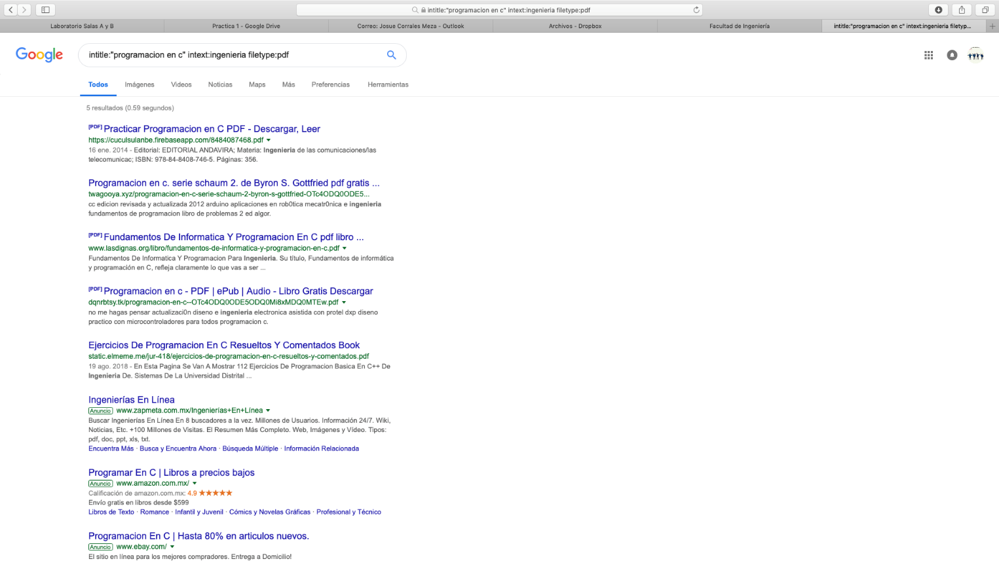 intitle:"programacion en c" intext:ingenieria filetype:pdf
Laboratorio Salas A y B
Practica 1 - Google Drive
Correo: Josue Corrales Meza - Outlook
Archivos - Dropbox
Facultad de Ingeniería
intitle:"programacion en c" intext:ingenieria filetyp...
Google
intitle:"programacion en c" intext:ingenieria filetype:pdf
Todos
Imágenes
Videos
Noticias
Maps
Más
Preferencias
Herramientas
5 resultados (0.59 segundos)
[PDF] Practicar Programacion en C PDF - Descargar, Leer
https://cuculsulanbe.firebaseapp.com/8484087468.pdf
16 ene. 2014 - Editorial: EDITORIAL ANDAVIRA; Materia: Ingenieria de las comunicaciones/las
telecomunicac; ISBN: 978-84-8408-746-5. Páginas: 356.
Programacion en c. serie schaum 2. de Byron S. Gottfried pdf gratis ...
twagooya.xyz/programacion-en-c-serie-schaum-2-byron-s-gottfried-OTc4ODQ0ODE5...
cc edicion revisada y actualizada 2012 arduino aplicaciones en rob0tica mecatr0nica e ingenieria
fundamentos de programacion libro de problemas 2 ed algor.
[PDF] Fundamentos De Informatica Y Programacion En C pdf libro ...
www.lasdignas.org/libro/fundamentos-de-informatica-y-programacion-en-c.pdf
Fundamentos De Informatica Y Programacion Para Ingenieria. Su título, Fundamentos de informática
y programación en C, refleja claramente lo que vas a ser ...
[PDF] Programacion en c - PDF | ePub | Audio - Libro Gratis Descargar
dqnrbtsy.tk/programacion-en-c--OTc4ODQ0ODE5ODQ0Mi8xMDQ0MTEw.pdf
no me hagas pensar actualizaci0n diseno e ingenieria electronica asistida con protel dxp diseno
practico con microcontroladores para todos programacion c.
Ejercicios De Programacion En C Resueltos Y Comentados Book
static.elmeme.me/jur-418/ejercicios-de-programacion-en-c-resueltos-y-comentados.pdf
19 ago. 2018 - En Esta Pagina Se Van A Mostrar 112 Ejercicios De Programacion Basica En C++ De
Ingenieria De. Sistemas De La Universidad Distrital ...
Ingenierías En Línea
Anuncio www.zapmeta.com.mx/Ingenierías+En+Línea
Buscar Ingenierías En Línea En 8 buscadores a la vez. Millones de Usuarios. Información 24/7. Wiki,
Noticias, Etc. +100 Millones de Visitas. El Resumen Más Completo. Web, Imágenes y Vídeo. Tipos:
pdf, doc, ppt, xls, txt.
Encuentra Más · Busca y Encuentra Ahora · Búsqueda Múltiple · Información Relacionada
Programar En C | Libros a precios bajos
Anuncio www.amazon.com.mx/
Calificación de amazon.com.mx: 4.9 ★★★★★
Envío gratis en libros desde $599
Libros de Texto · Romance · Infantil y Juvenil · Cómics y Novelas Gráficas · Profesional y Técnico
Programacion En C | Hasta 80% en articulos nuevos.
Anuncio www.ebay.com/
El sitio en línea para los mejores compradores. Entrega a Domicilio!